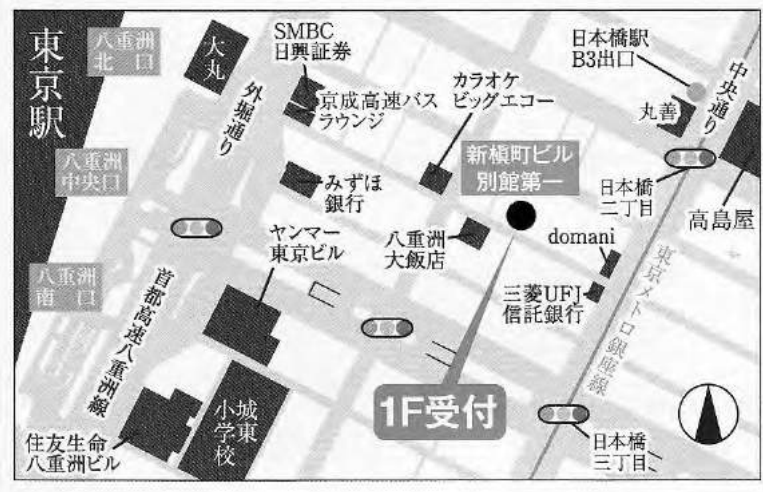 東京駅
八重洲
北　口
大丸
SMBC
日興証券
外堀通り
京成高速バス
ラウンジ
カラオケ
ビッグエコー
日本橋駅
B3出口
中央通り
丸善
八重洲
中央口
みずほ
銀行
新槇町ビル
別館第一
日本橋
二丁目
高島屋
ヤンマー
東京ビル
八重洲
大飯店
domani
三菱UFJ
信託銀行
東京メトロ銀座線
八重洲
南　口
首都高速八重洲線
1F受付
城東
小学校
住友生命
八重洲ビル
日本橋
三丁目